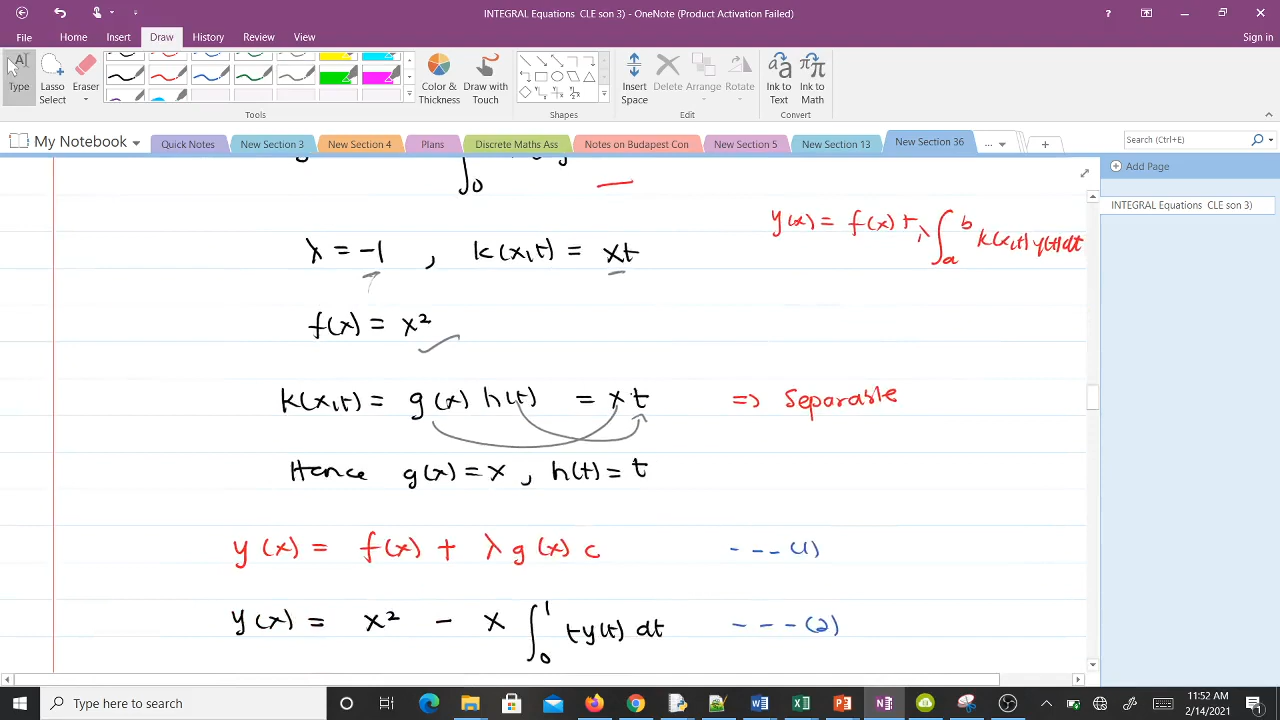 INTEGRAL Equations CLE son 3) - OneNote (Product Activation Failed)
File Home Insert Draw History Review View Sign in
Type Lasso Select Eraser Color & Thickness Draw with Touch Insert Space Delete Arrange Rotate Ink to Text Ink to Math
Tools Shapes Edit Convert
My Notebook Quick Notes New Section 3 New Section 4 Plans Discrete Maths Ass Notes on Budapest Con New Section 5 New Section 13 New Section 36 ... Search (Ctrl+E)
Add Page
INTEGRAL Equations CLE son 3)
∫0
y(x) = f(x) + λ ∫a b k(x,t) y(t) dt
λ = -1 , k(x,t) = xt
f(x) = x²
k(x,t) = g(x) h(t) = x·t => Separable
Hence g(x) = x , h(t) = t
y(x) = f(x) + λ g(x) c - - - (1)
y(x) = x² - x ∫0 1 t y(t) dt - - - (2)
Type here to search
11:52 AM
2/14/2021